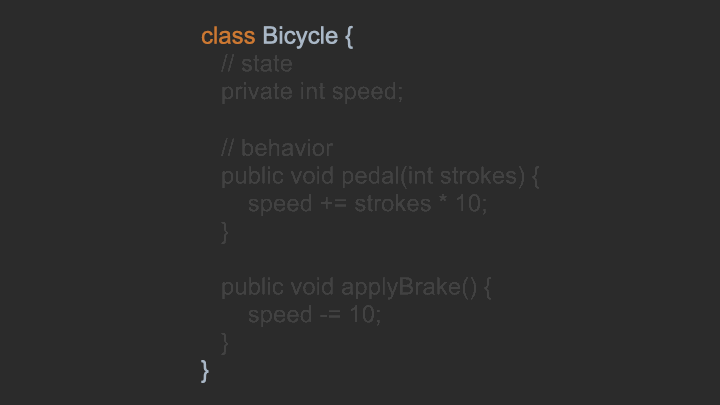 class Bicycle {
// state
private int speed;
// behavior
public void pedal(int strokes) {
speed += strokes * 10;
}
public void applyBrake() {
speed -= 10;
}
}